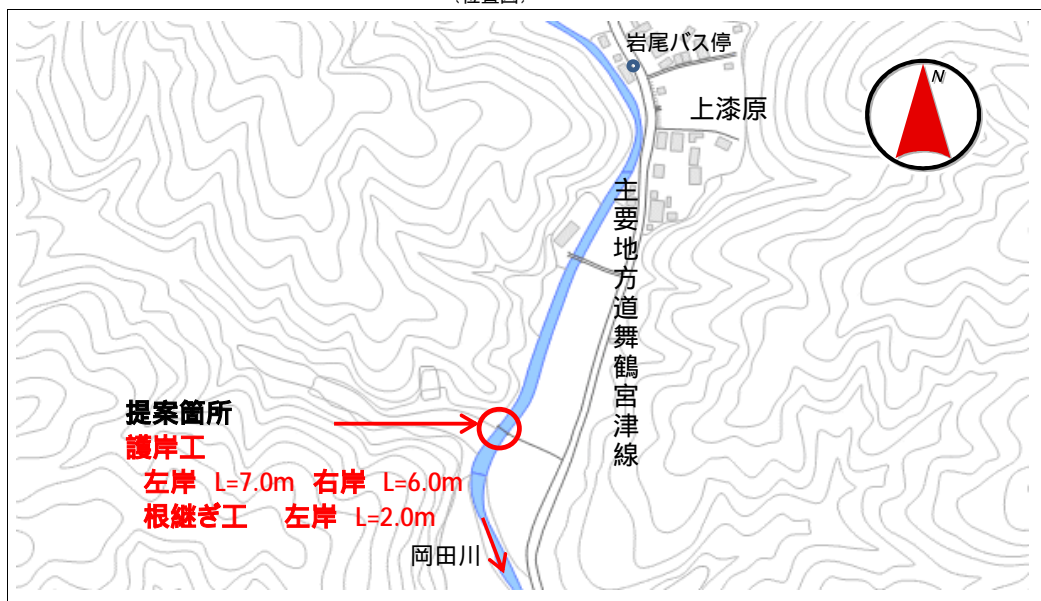 岩尾バス停
N
上漆原
主要地方道舞鶴宮津線
提案箇所
護岸工
左岸 L=7.0m 右岸 L=6.0m
根継ぎ工 左岸 L=2.0m
岡田川